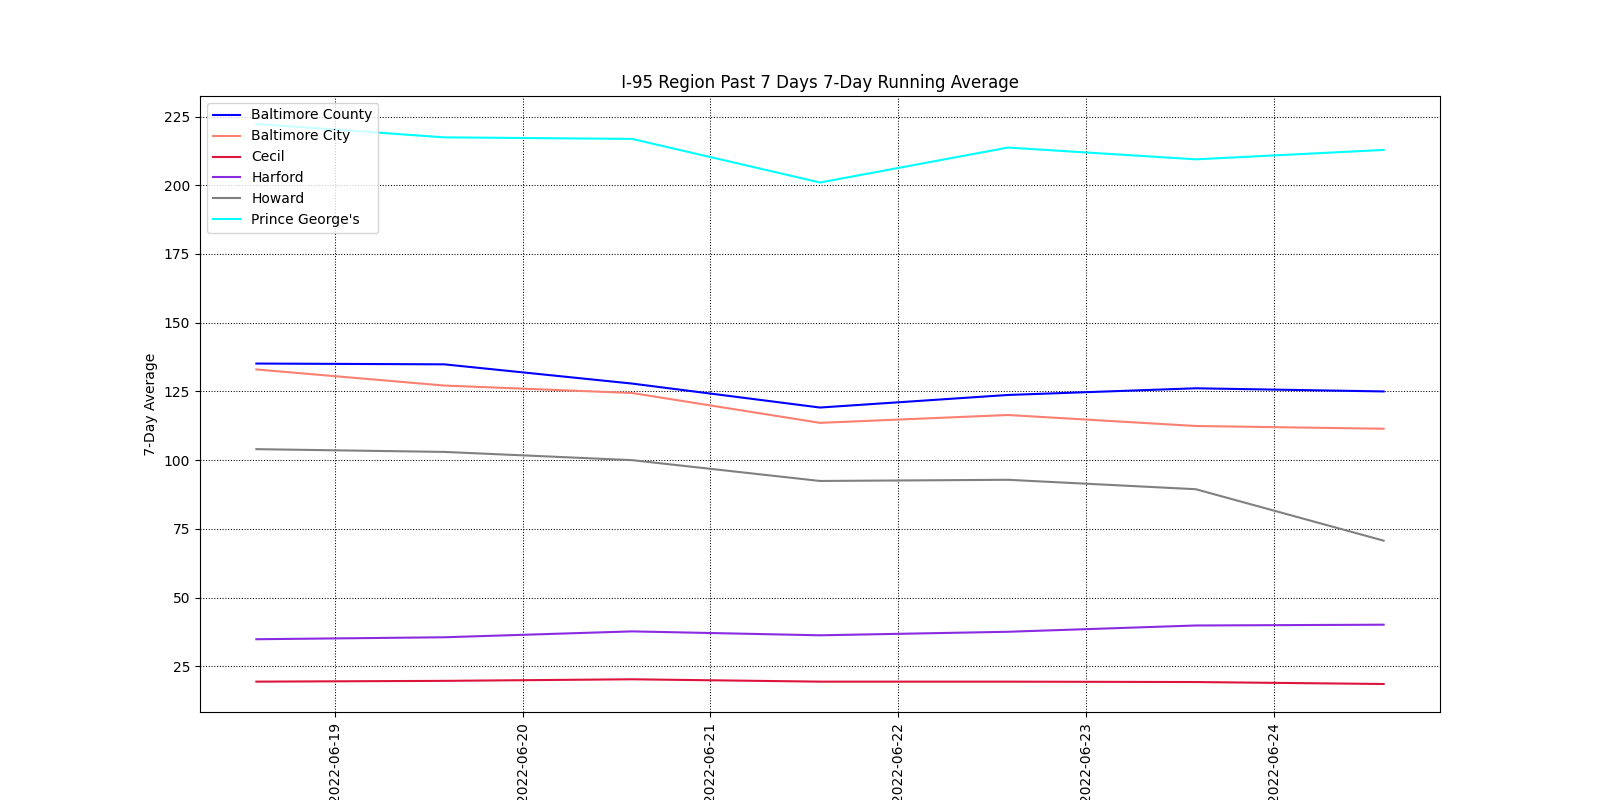 I-95 Region Past 7 Days 7-Day Running Average
Baltimore County
Baltimore City
Cecil
Harford
Howard
Prince George's
225
200
175
150
125
100
75
50
25
7-Day Average
2022-06-19
2022-06-20
2022-06-21
2022-06-22
2022-06-23
2022-06-24